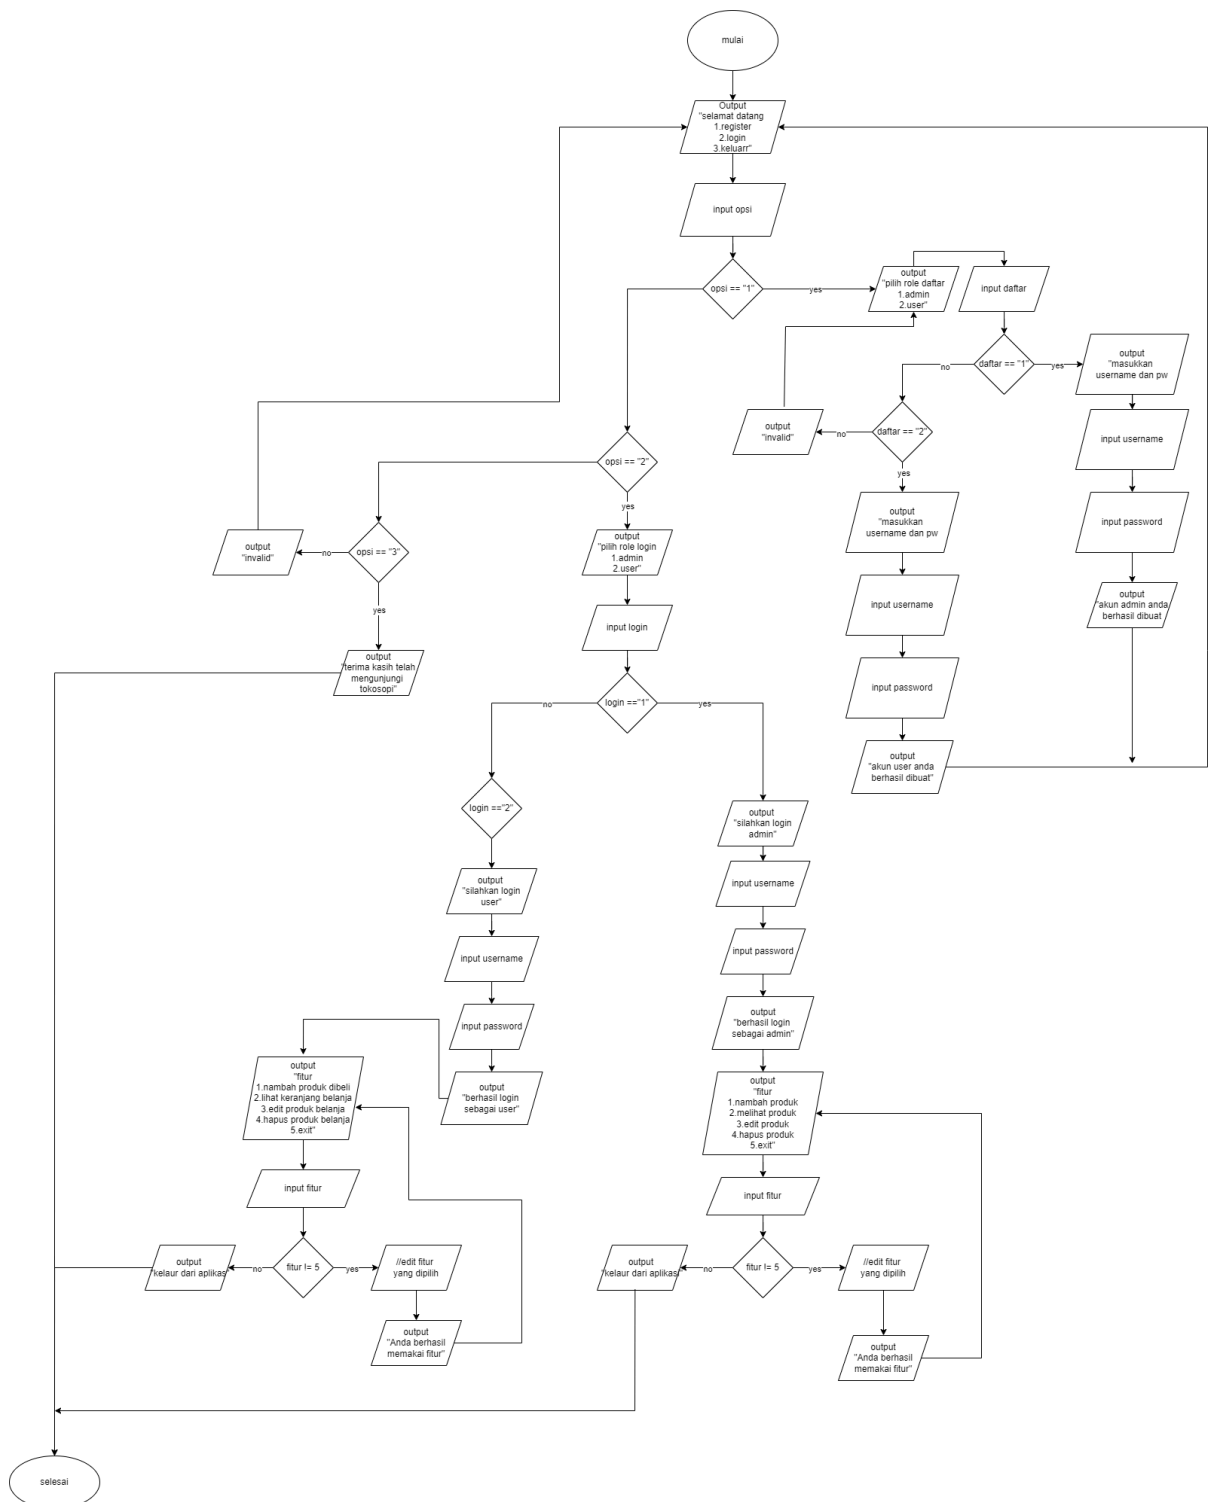 mulai
Output
"selamat datang
1.register
2.login
3.keluarr"
input opsi
opsi == "1"
yes
output
"pilih role daftar
1.admin
2.user"
input daftar
daftar == "1"
no
yes
output
"masukkan
username dan pw
input username
input password
output
"akun admin anda
berhasil dibuat
daftar == "2"
no
output
"invalid"
yes
output
"masukkan
username dan pw
input username
input password
output
"akun user anda
berhasil dibuat"
opsi == "2"
yes
output
"pilih role login
1.admin
2.user"
input login
login =="1"
no
yes
opsi == "3"
no
output
"invalid"
yes
output
"terima kasih telah
mengunjungi
tokosopi"
login =="2"
output
"silahkan login
user"
input username
input password
output
"berhasil login
sebagai user"
output
"fitur
1.nambah produk dibeli
2.lihat keranjang belanja
3.edit produk belanja
4.hapus produk belanja
5.exit"
input fitur
fitur != 5
no
output
"kelaur dari aplikasi
yes
//edit fitur
yang dipilih
output
"Anda berhasil
memakai fitur"
output
"silahkan login
admin"
input username
input password
output
"berhasil login
sebagai admin"
output
"fitur
1.nambah produk
2.melihat produk
3.edit produk
4.hapus produk
5.exit"
input fitur
fitur != 5
no
output
"kelaur dari aplikasi"
yes
//edit fitur
yang dipilih
output
"Anda berhasil
memakai fitur"
selesai